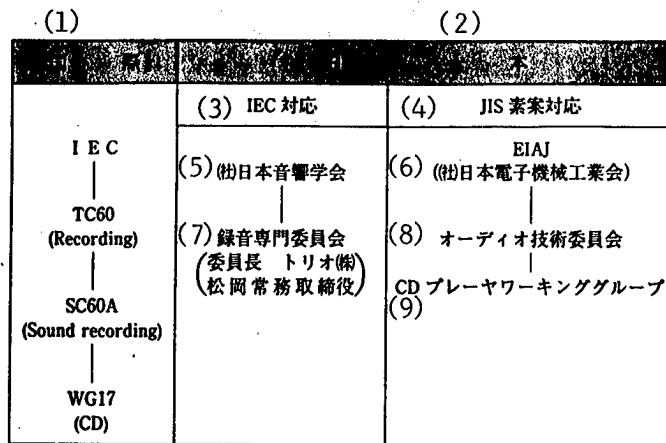 (1)
(2)
本
(3) IEC 対応
(4) JIS 素案対応
I E C
TC60
(Recording)
SC60A
(Sound recording)
WG17
(CD)
(5) ㈳日本音響学会
(7) 録音専門委員会
(委員長 トリオ㈱
松岡常務取締役)
EIAJ
(6) (㈳日本電子機械工業会)
(8) オーディオ技術委員会
CD プレーヤワーキンググループ
(9)